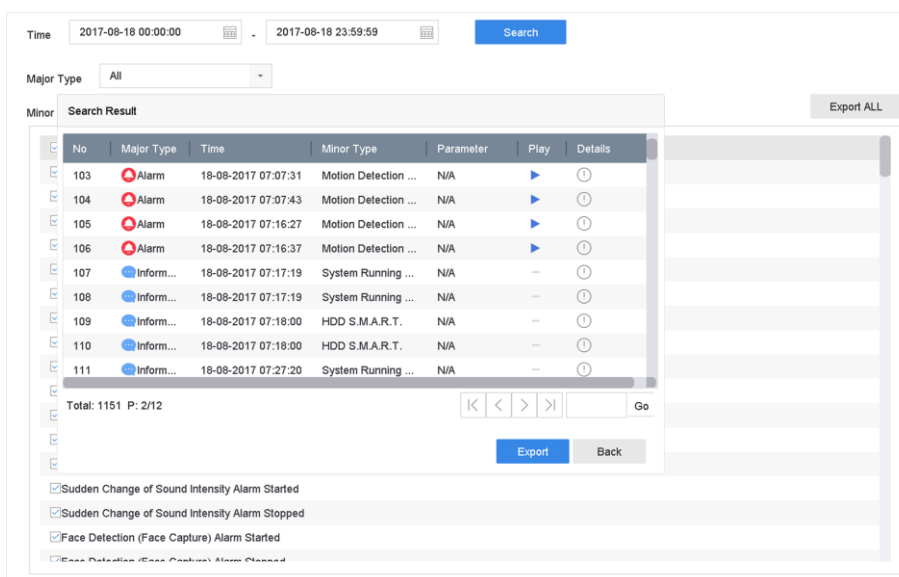 Time 2017-08-18 00:00:00 - 2017-08-18 23:59:59 Search
Major Type All
Minor Search Result Export ALL
No Major Type Time Minor Type Parameter Play Details
103 Alarm 18-08-2017 07:07:31 Motion Detection ... N/A
104 Alarm 18-08-2017 07:07:43 Motion Detection ... N/A
105 Alarm 18-08-2017 07:16:27 Motion Detection ... N/A
106 Alarm 18-08-2017 07:16:37 Motion Detection ... N/A
107 Inform... 18-08-2017 07:17:19 System Running ... N/A –
108 Inform... 18-08-2017 07:17:19 System Running ... N/A –
109 Inform... 18-08-2017 07:18:00 HDD S.M.A.R.T. N/A –
110 Inform... 18-08-2017 07:18:00 HDD S.M.A.R.T. N/A –
111 Inform... 18-08-2017 07:27:20 System Running ... N/A –
Total: 1151 P: 2/12 Go
Export Back
Sudden Change of Sound Intensity Alarm Started
Sudden Change of Sound Intensity Alarm Stopped
Face Detection (Face Capture) Alarm Started
Face Detection (Face Capture) Alarm Stopped